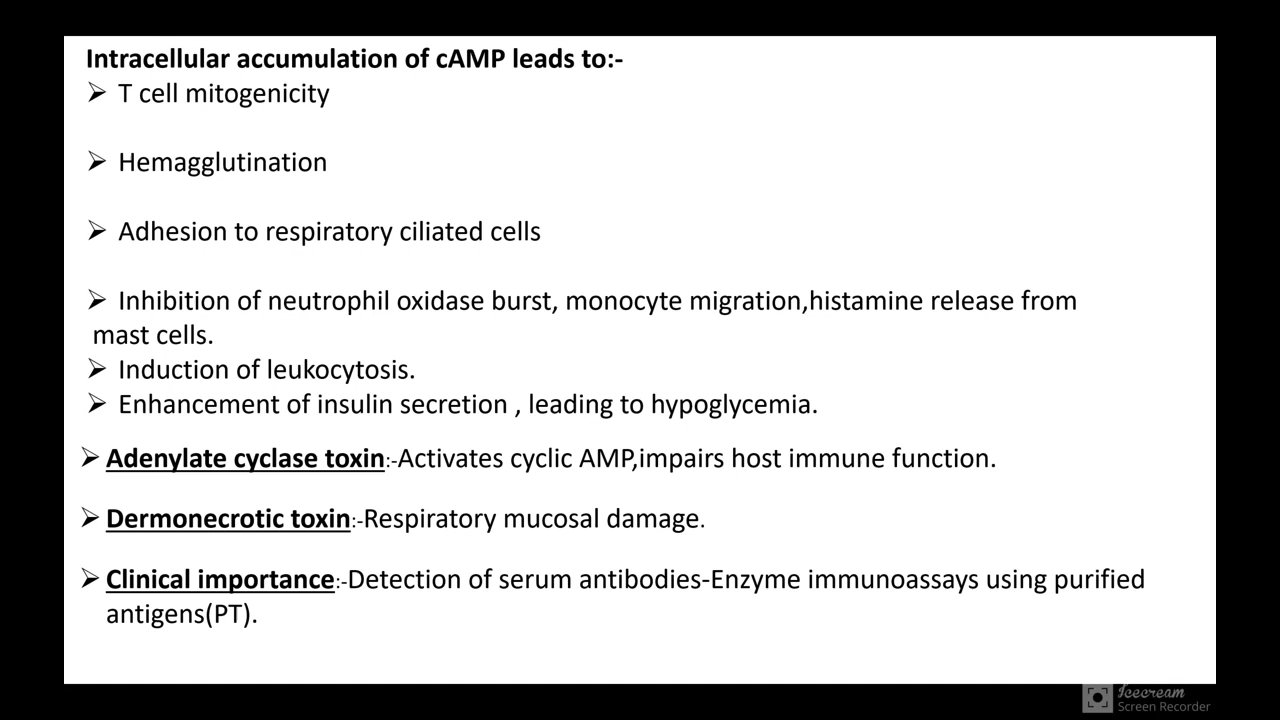 Intracellular accumulation of cAMP leads to:-
➢ T cell mitogenicity
➢ Hemagglutination
➢ Adhesion to respiratory ciliated cells
➢ Inhibition of neutrophil oxidase burst, monocyte migration,histamine release from
mast cells.
➢ Induction of leukocytosis.
➢ Enhancement of insulin secretion , leading to hypoglycemia.
➢ Adenylate cyclase toxin:-Activates cyclic AMP,impairs host immune function.
➢ Dermonecrotic toxin:-Respiratory mucosal damage.
➢ Clinical importance:-Detection of serum antibodies-Enzyme immunoassays using purified
antigens(PT).
Icecream
Screen Recorder